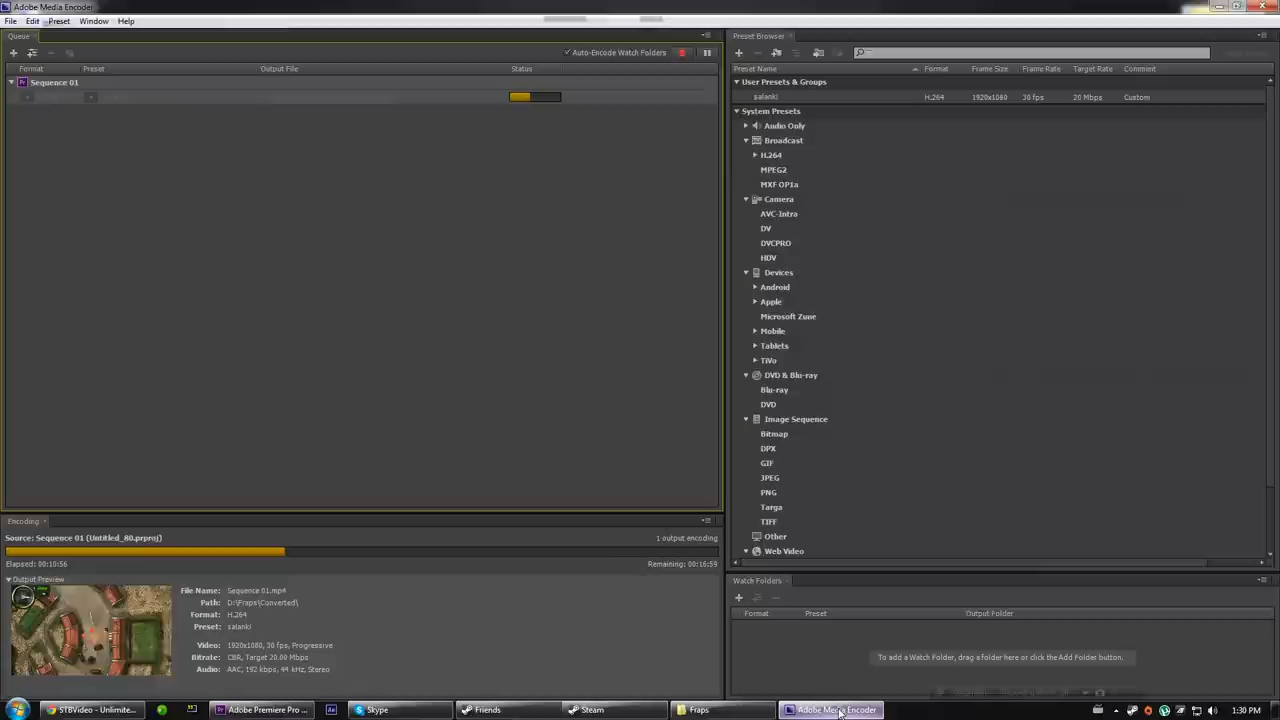 Adobe Media Encoder
File Edit Preset Window Help
Queue
Auto-Encode Watch Folders
Format Preset Output File Status
Sequence 01
Encoding
Source: Sequence 01 (Untitled_80.prproj) 1 output encoding
Elapsed: 00:10:56 Remaining: 00:16:59
Output Preview
File Name: Sequence 01.mp4
Path: D:\Fraps\Converted\
Format: H.264
Preset: salanki
Video: 1920x1080, 30 fps, Progressive
Bitrate: CBR, Target 20.00 Mbps
Audio: AAC, 192 kbps, 44 kHz, Stereo
Preset Browser
Preset Name Format Frame Size Frame Rate Target Rate Comment
User Presets & Groups
salanki H.264 1920x1080 30 fps 20 Mbps Custom
System Presets
Audio Only
Broadcast
H.264
MPEG2
MXF OP1a
Camera
AVC-Intra
DV
DVCPRO
HDV
Devices
Android
Apple
Microsoft Zune
Mobile
Tablets
TiVo
DVD & Blu-ray
Blu-ray
DVD
Image Sequence
Bitmap
DPX
GIF
JPEG
PNG
Targa
TIFF
Other
Web Video
Watch Folders
Format Preset Output Folder
To add a Watch Folder, drag a folder here or click the Add Folder button.
STBVideo - Unlimite... Adobe Premiere Pro ... Skype Friends Steam Fraps Adobe Media Encoder 1:30 PM